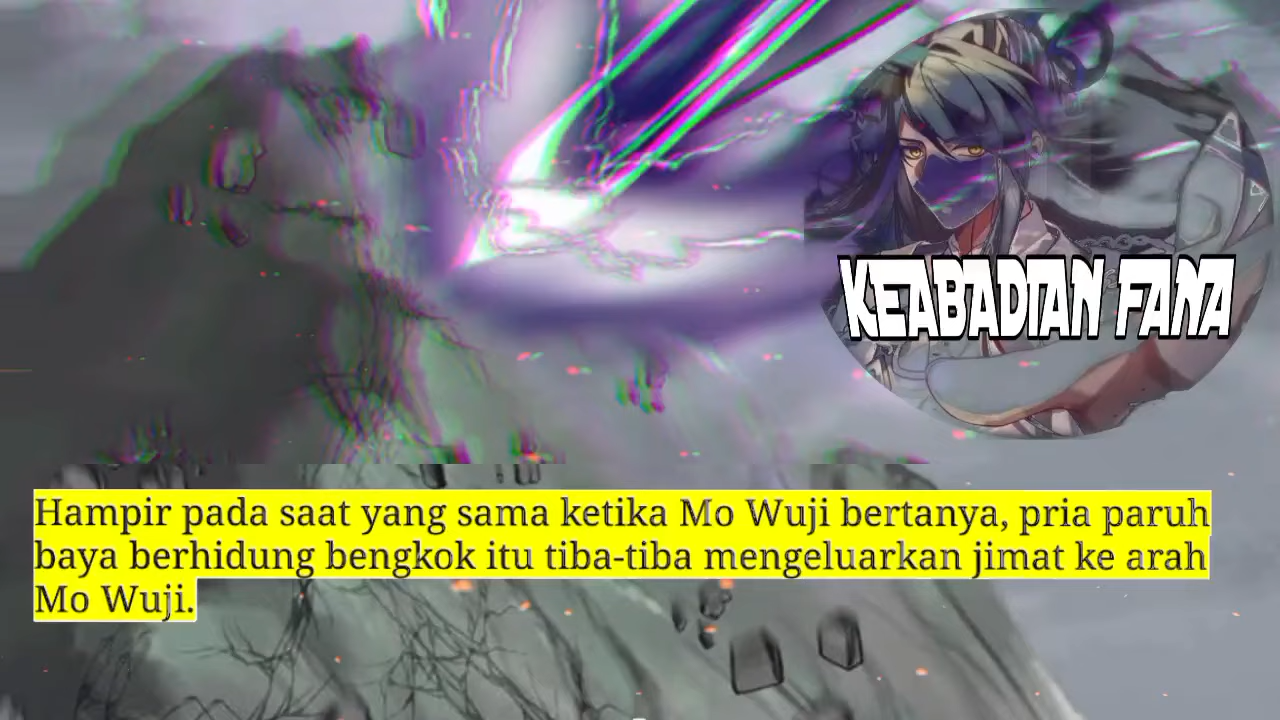 KEABADIAN FANA
Hampir pada saat yang sama ketika Mo Wuji bertanya, pria paruh
baya berhidung bengkok itu tiba-tiba mengeluarkan jimat ke arah
Mo Wuji.